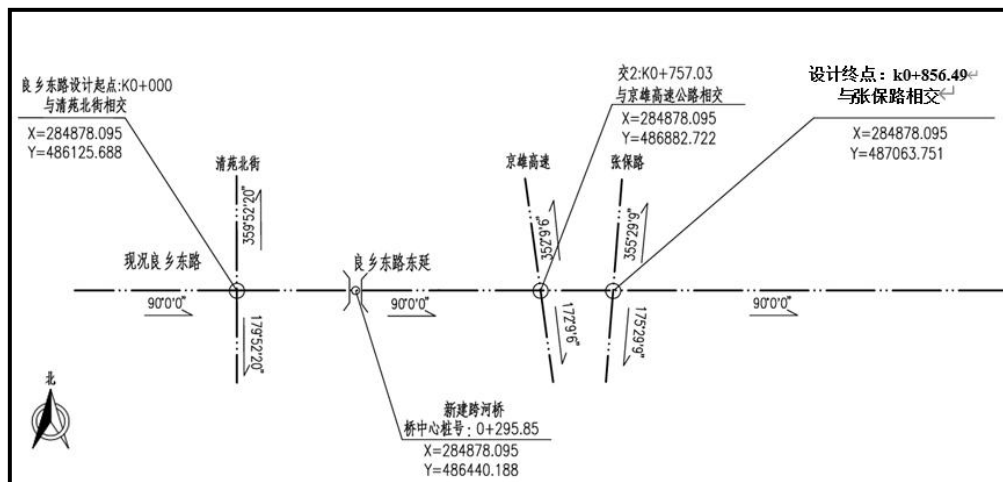 良乡东路设计起点:K0+000
与清苑北街相交
X=284878.095
Y=486125.688
交2:K0+757.03
与京雄高速公路相交
X=284878.095
Y=486882.722
设计终点：k0+856.49↵
与张保路相交↵
X=284878.095
Y=487063.751
清苑北街
京雄高速
张保路
359°52'20"
352°9'6"
355°29'9"
现况良乡东路
良乡东路东延
90°0'0"
90°0'0"
90°0'0"
179°52'20"
172°9'6"
175°29'9"
北
新建跨河桥
桥中心桩号：0+295.85
X=284878.095
Y=486440.188